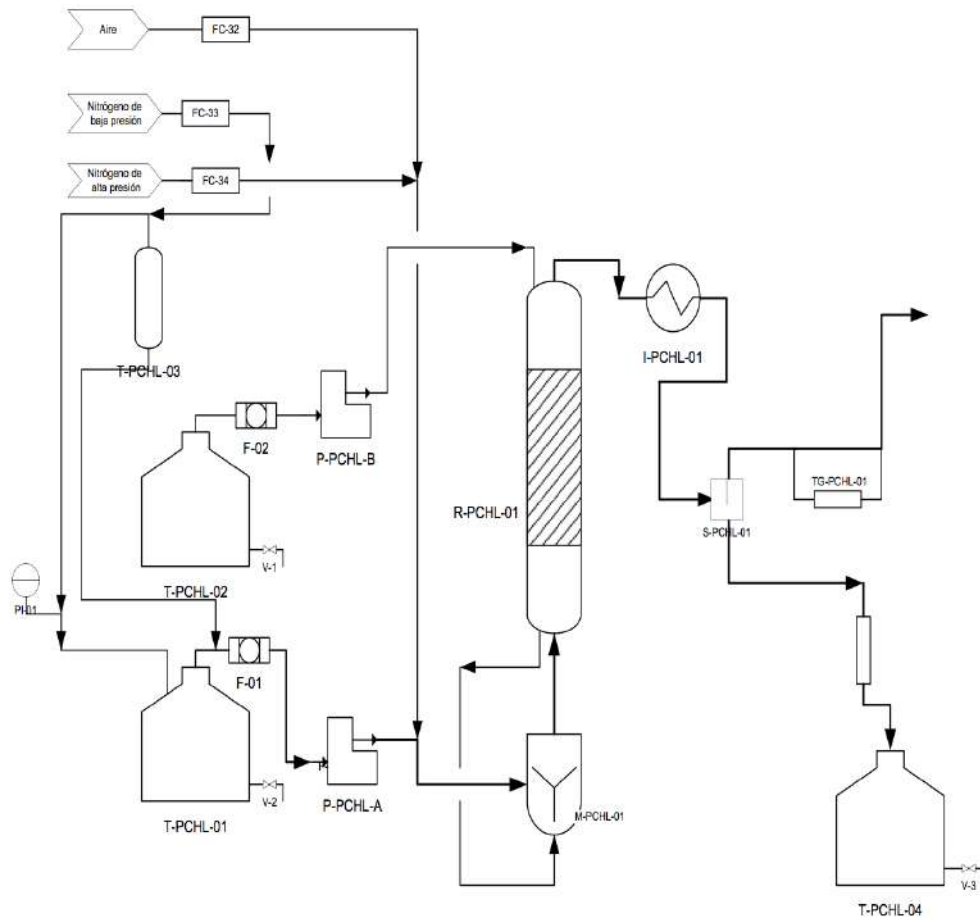 Aire
FC-32
Nitrógeno de
baja presión
FC-33
Nitrógeno de
alta presión
FC-34
T-PCHL-03
I-PCHL-01
F-02
P-PCHL-B
TG-PCHL-01
R-PCHL-01
S-PCHL-01
V-1
T-PCHL-02
PI-01
F-01
V-2
P-PCHL-A
M-PCHL-01
T-PCHL-01
V-3
T-PCHL-04